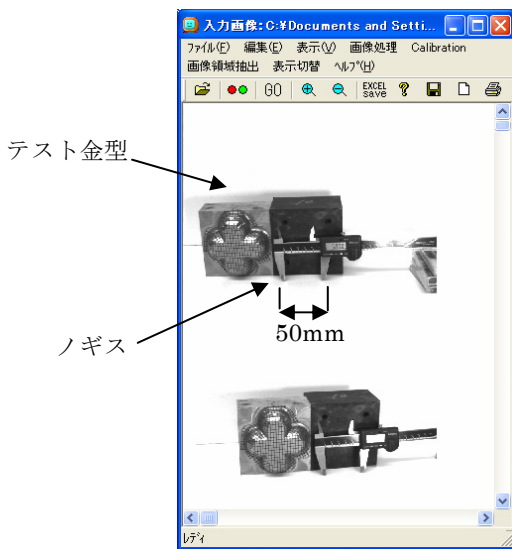 入力画像:C:¥Documents and Setti...
ファイル(F) 編集(E) 表示(V) 画像処理 Calibration
画像領域抽出 表示切替 ヘルプ(H)
GO EXCEL save ?
テスト金型
50mm
ノギス
レディ